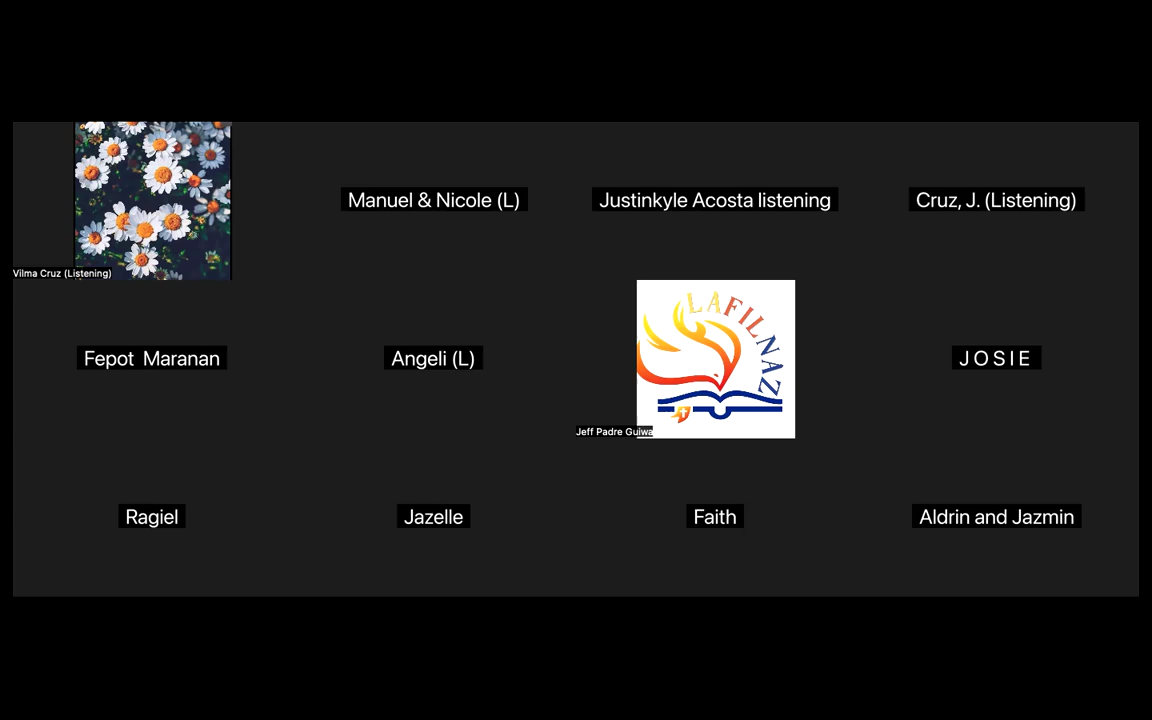 Vilma Cruz (Listening)
Manuel & Nicole (L)
Justinkyle Acosta listening
Cruz, J. (Listening)
Fepot Maranan
Angeli (L)
LAFILNAZ
Jeff Padre Guiwa
JOSIE
Ragiel
Jazelle
Faith
Aldrin and Jazmin